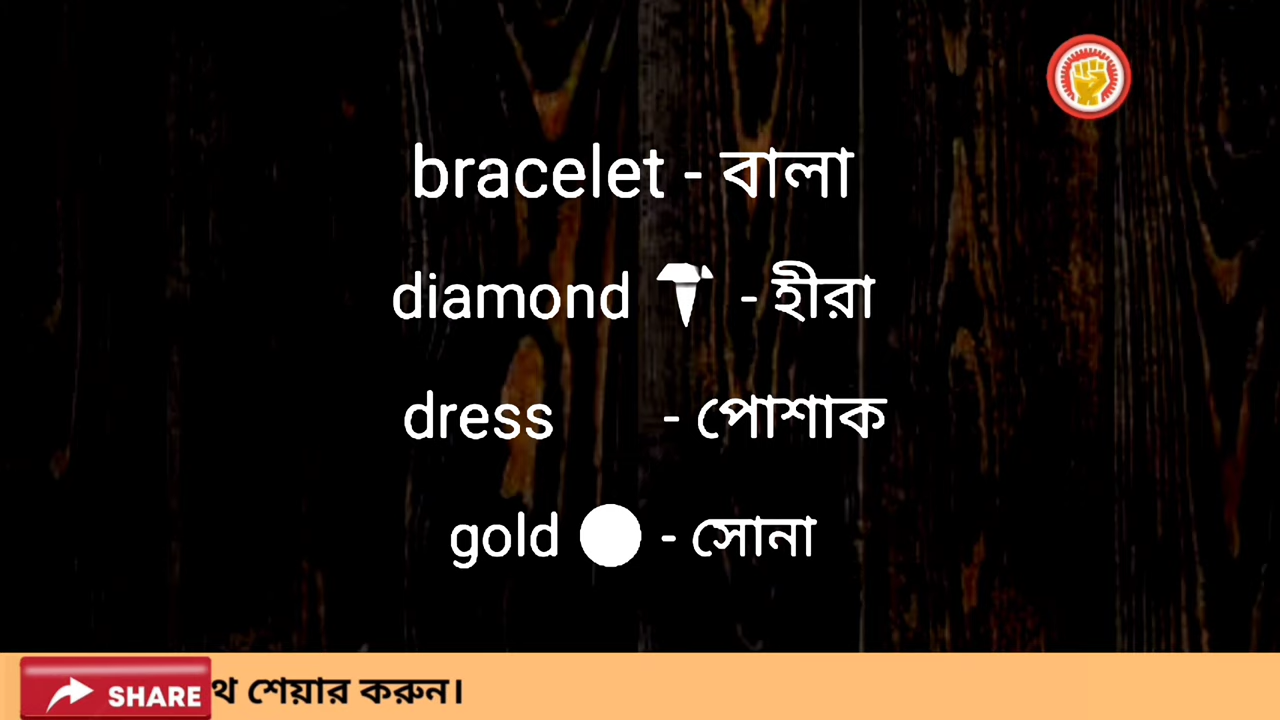 bracelet - বালা
diamond - হীরা
dress - পোশাক
gold - সোনা
SHARE
শেয়ার করুন।